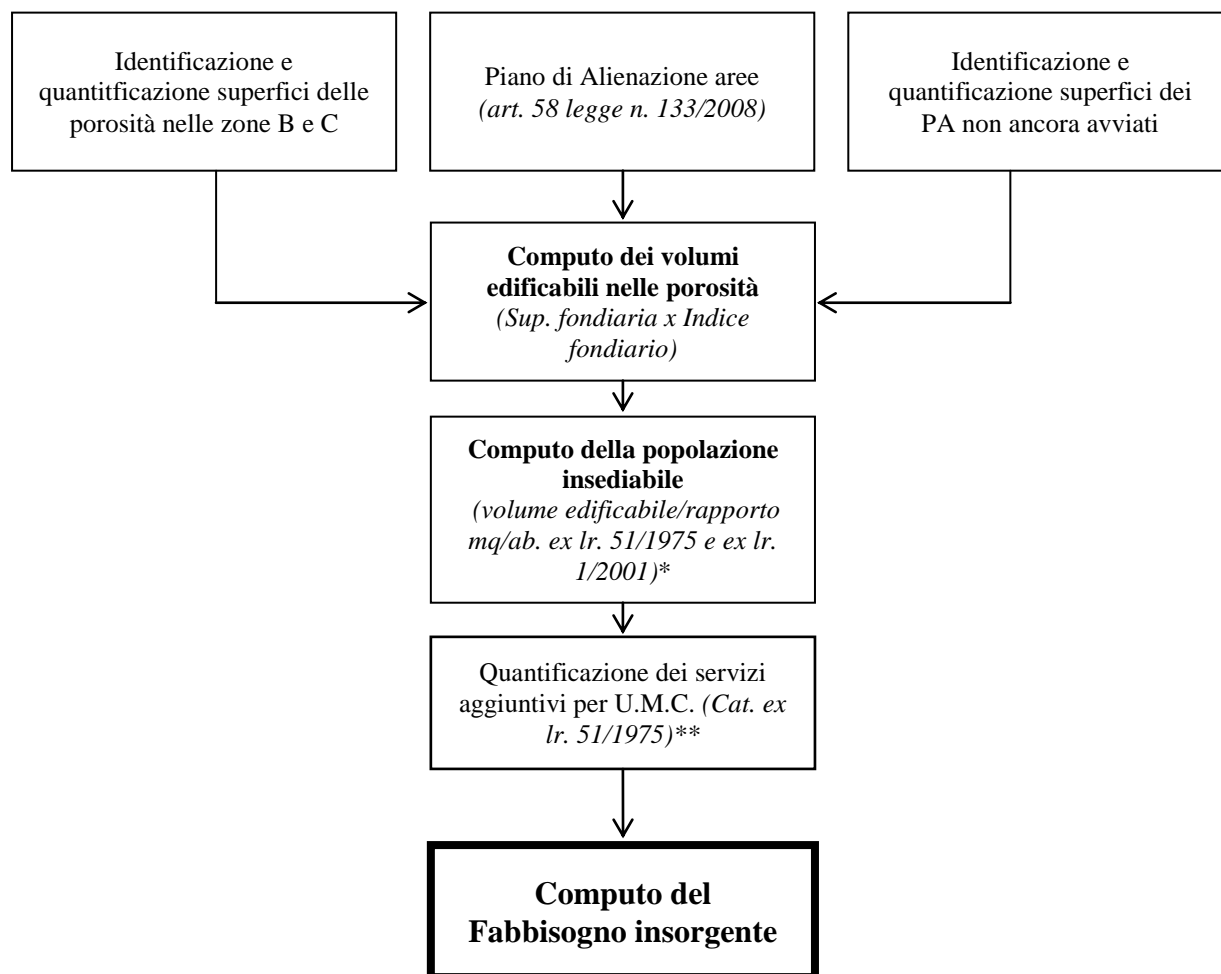 Identificazione e
quantitficazione superfici delle
porosità nelle zone B e C
Piano di Alienazione aree
(art. 58 legge n. 133/2008)
Identificazione e
quantificazione superfici dei
PA non ancora avviati
Computo dei volumi
edificabili nelle porosità
(Sup. fondiaria x Indice
fondiario)
Computo della popolazione
insediabile
(volume edificabile/rapporto
mq/ab. ex lr. 51/1975 e ex lr.
1/2001)*
Quantificazione dei servizi
aggiuntivi per U.M.C. (Cat. ex
lr. 51/1975)**
Computo del
Fabbisogno insorgente